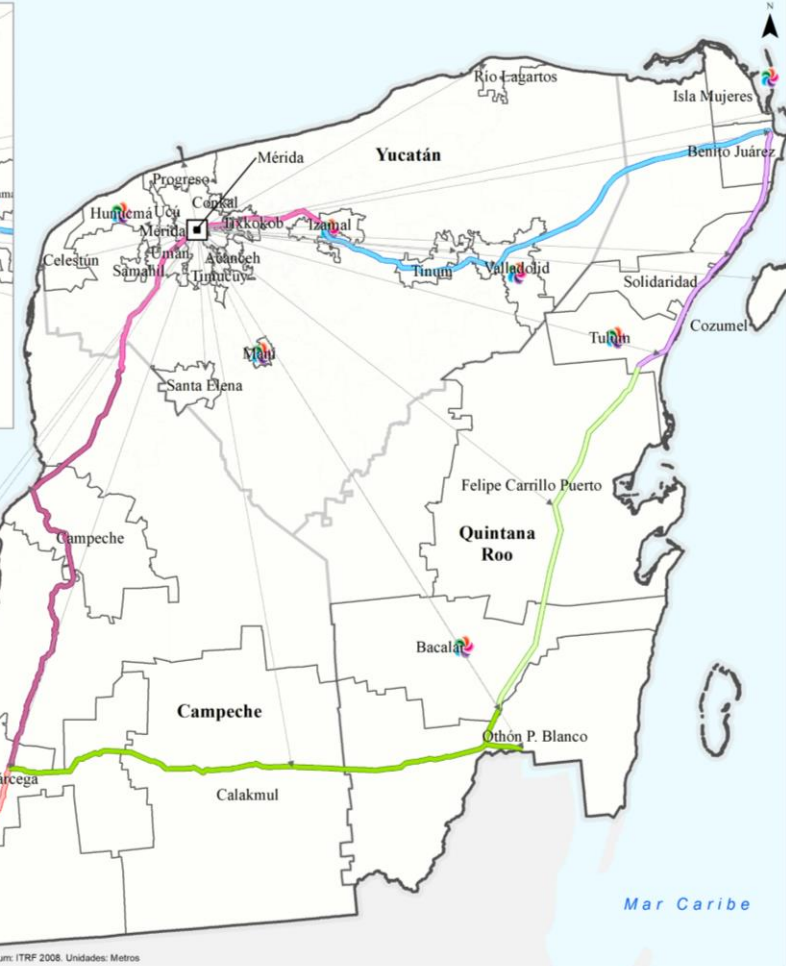 N
Río Lagartos
Isla Mujeres
Mérida
Yucatán
Benito Juárez
Progreso
Conkal
Hunucmá
Ucú
Tixkokob
Izamal
Mérida
Umán
Celestún
Acanceh
Samahil
Timucuy
Tinum
Valladolid
Solidaridad
Cozumel
Tulum
Maní
Santa Elena
Felipe Carrillo Puerto
Quintana
Roo
Campeche
Bacalar
Campeche
Othón P. Blanco
árcega
Calakmul
Mar Caribe
um: ITRF 2008. Unidades: Metros